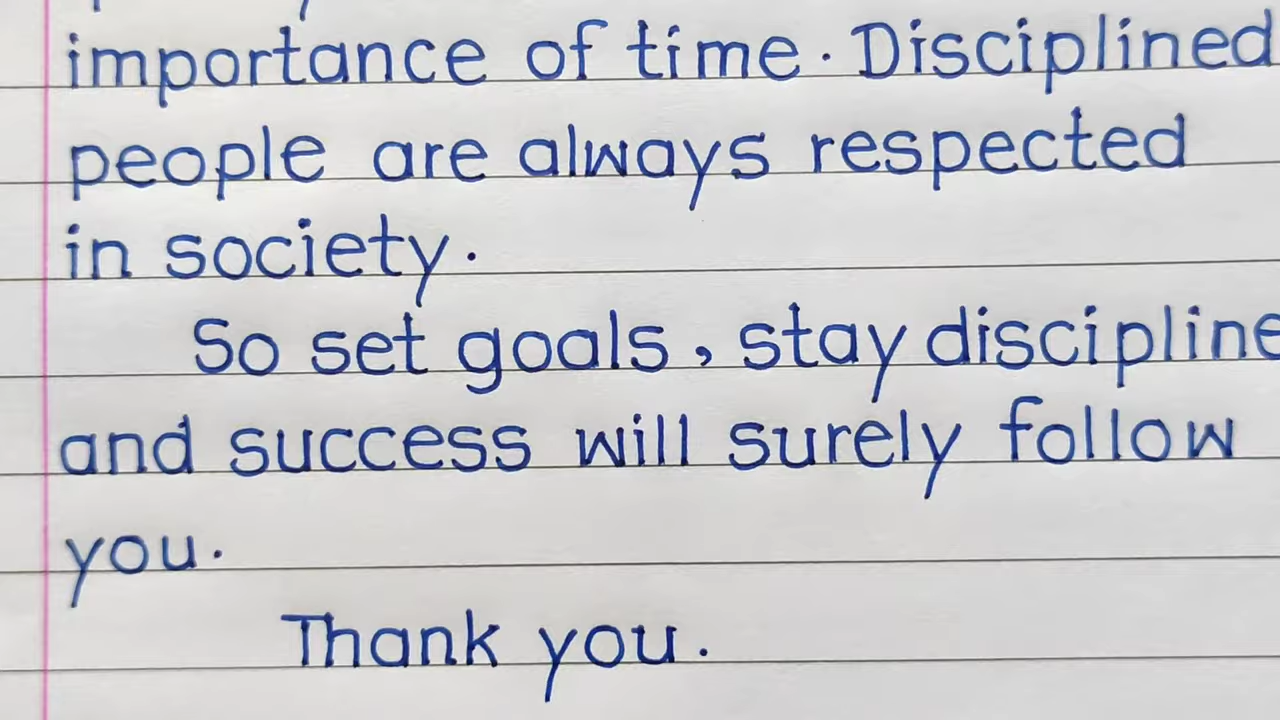 importance of time. Disciplined
people are always respected
in society.
So set goals, stay discipline
and success will surely follow
you.
Thank you.